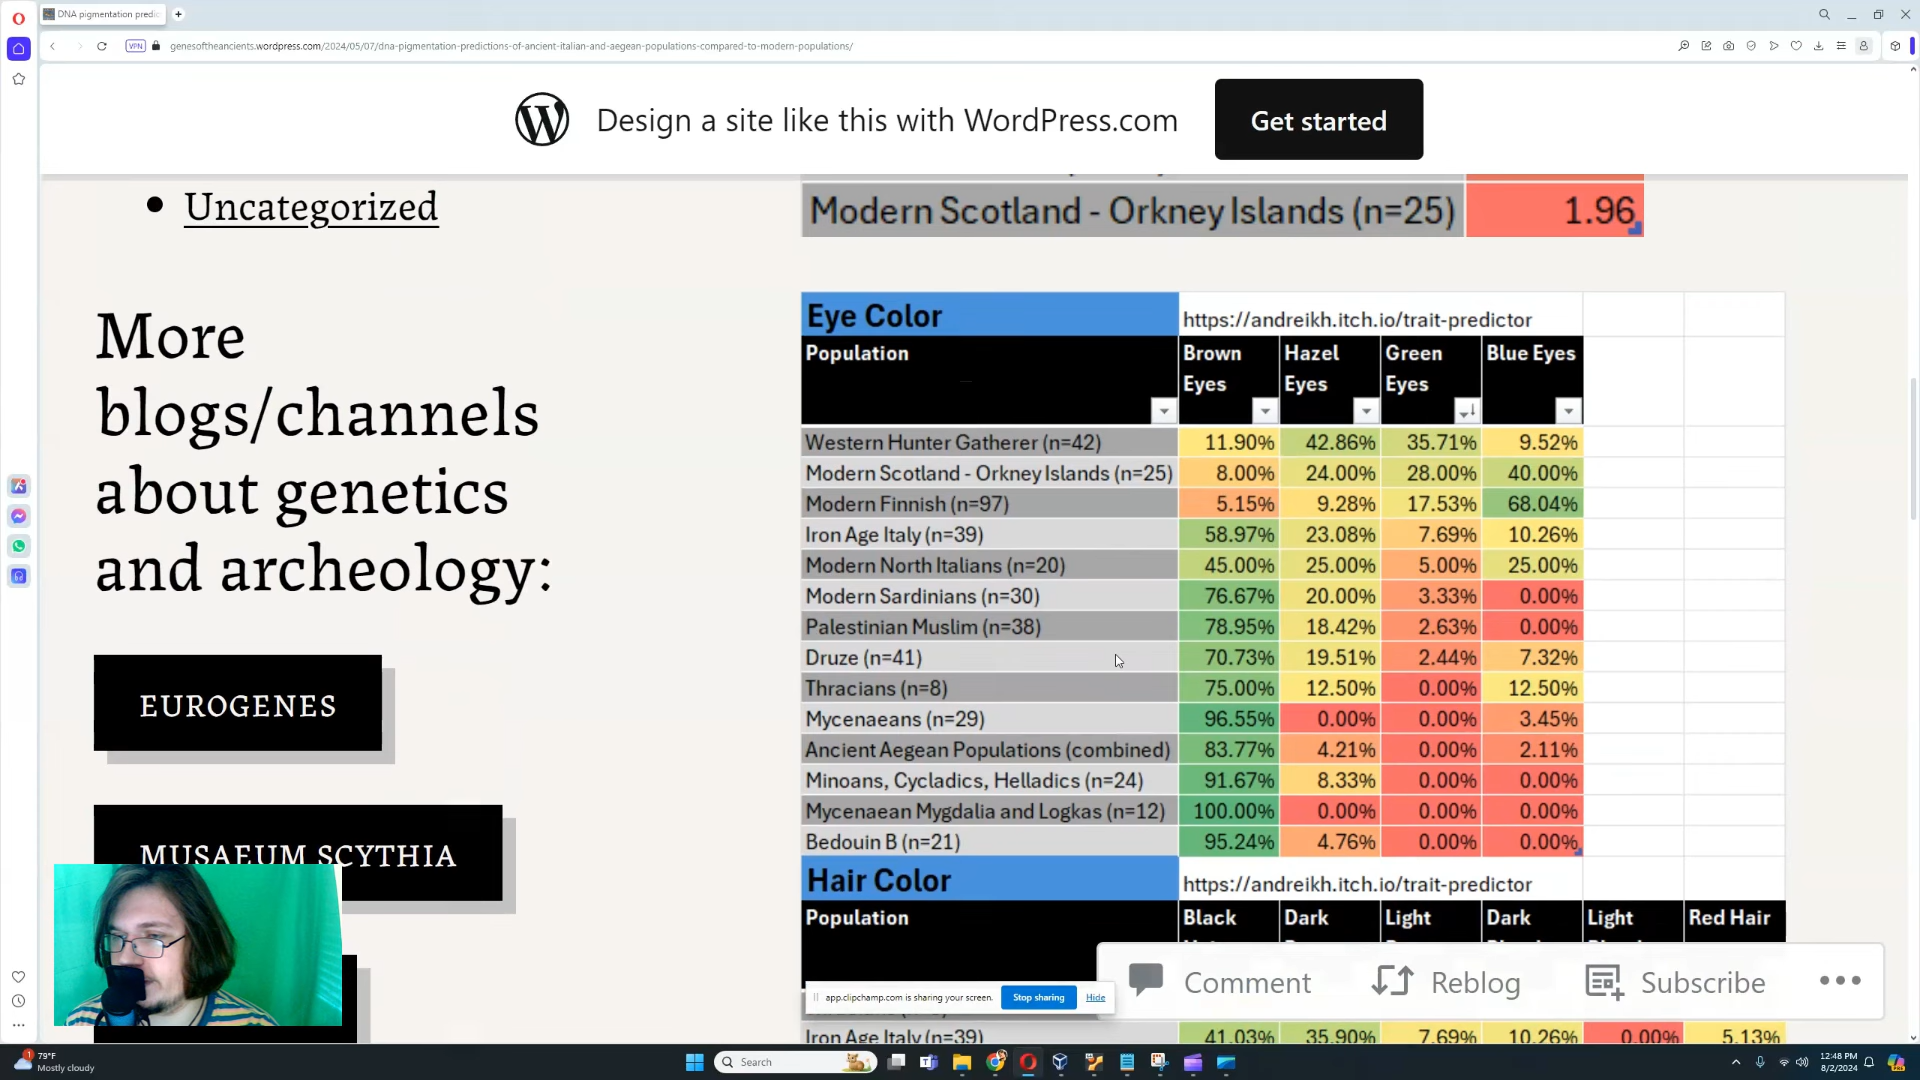 DNA pigmentation predic
VPN
genesoftheancients.wordpress.com/2024/05/07/dna-pigmentation-predictions-of-ancient-italian-and-aegean-populations-compared-to-modern-populations/
Design a site like this with WordPress.com
Get started
Uncategorized
Modern Scotland - Orkney Islands (n=25) 1.96
More
blogs/channels
about genetics
and archeology:
EUROGENES
MUSAEUM SCYTHIA
Eye Color https://andreikh.itch.io/trait-predictor
Population Brown Eyes Hazel Eyes Green Eyes Blue Eyes
Western Hunter Gatherer (n=42) 11.90% 42.86% 35.71% 9.52%
Modern Scotland - Orkney Islands (n=25) 8.00% 24.00% 28.00% 40.00%
Modern Finnish (n=97) 5.15% 9.28% 17.53% 68.04%
Iron Age Italy (n=39) 58.97% 23.08% 7.69% 10.26%
Modern North Italians (n=20) 45.00% 25.00% 5.00% 25.00%
Modern Sardinians (n=30) 76.67% 20.00% 3.33% 0.00%
Palestinian Muslim (n=38) 78.95% 18.42% 2.63% 0.00%
Druze (n=41) 70.73% 19.51% 2.44% 7.32%
Thracians (n=8) 75.00% 12.50% 0.00% 12.50%
Mycenaeans (n=29) 96.55% 0.00% 0.00% 3.45%
Ancient Aegean Populations (combined) 83.77% 4.21% 0.00% 2.11%
Minoans, Cycladics, Helladics (n=24) 91.67% 8.33% 0.00% 0.00%
Mycenaean Mygdalia and Logkas (n=12) 100.00% 0.00% 0.00% 0.00%
Bedouin B (n=21) 95.24% 4.76% 0.00% 0.00%
Hair Color https://andreikh.itch.io/trait-predictor
Population Black Dark Light Dark Light Red Hair
Comment Reblog Subscribe
app.clipchamp.com is sharing your screen. Stop sharing Hide
Iron Age Italy (n=39) 41.03% 35.90% 7.69% 10.26% 0.00% 5.13%
1
79°F
Mostly cloudy
Search
12:48 PM
8/2/2024